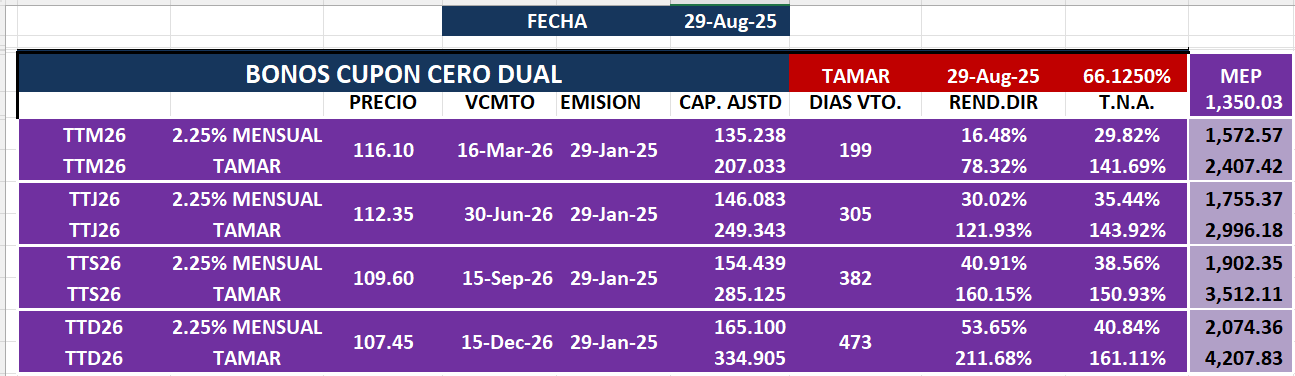 FECHA 29-Aug-25
BONOS CUPON CERO DUAL TAMAR 29-Aug-25 66.1250% MEP
PRECIO VCMTO EMISION CAP. AJSTD DIAS VTO. REND.DIR T.N.A. 1,350.03
TTM26 2.25% MENSUAL 135.238 16.48% 29.82% 1,572.57
116.10 16-Mar-26 29-Jan-25 199
TTM26 TAMAR 207.033 78.32% 141.69% 2,407.42
TTJ26 2.25% MENSUAL 146.083 30.02% 35.44% 1,755.37
112.35 30-Jun-26 29-Jan-25 305
TTJ26 TAMAR 249.343 121.93% 143.92% 2,996.18
TTS26 2.25% MENSUAL 154.439 40.91% 38.56% 1,902.35
109.60 15-Sep-26 29-Jan-25 382
TTS26 TAMAR 285.125 160.15% 150.93% 3,512.11
TTD26 2.25% MENSUAL 165.100 53.65% 40.84% 2,074.36
107.45 15-Dec-26 29-Jan-25 473
TTD26 TAMAR 334.905 211.68% 161.11% 4,207.83